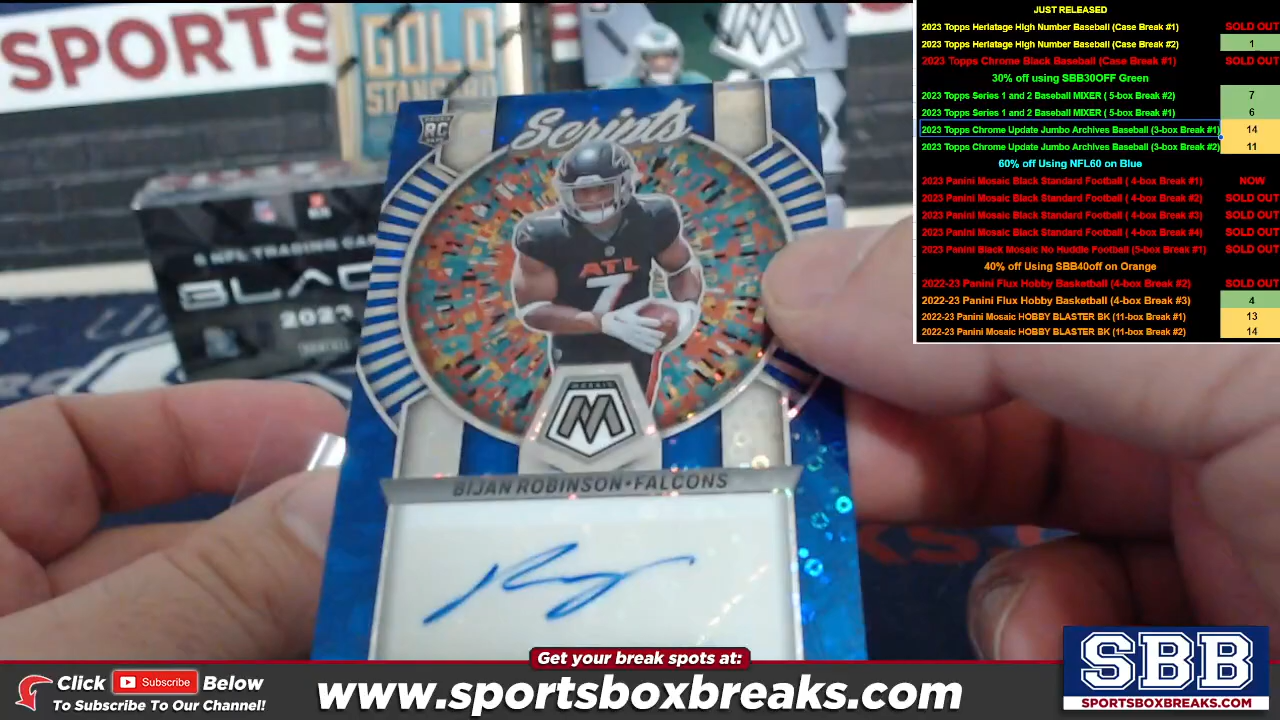 SPORTS
GOLD
STANDARD
JUST RELEASED
2023 Topps Heriatage High Number Baseball (Case Break #1) SOLD OUT
2023 Topps Heriatage High Number Baseball (Case Break #2) 1
2023 Topps Chrome Black Baseball (Case Break #1) SOLD OUT
30% off using SBB30OFF Green
2023 Topps Series 1 and 2 Baseball MIXER ( 5-box Break #2) 7
2023 Topps Series 1 and 2 Baseball MIXER ( 5-box Break #1) 6
2023 Topps Chrome Update Jumbo Archives Baseball (3-box Break #1) 14
2023 Topps Chrome Update Jumbo Archives Baseball (3-box Break #2) 11
60% off Using NFL60 on Blue
2023 Panini Mosaic Black Standard Football ( 4-box Break #1) NOW
2023 Panini Mosaic Black Standard Football ( 4-box Break #2) SOLD OUT
2023 Panini Mosaic Black Standard Football ( 4-box Break #3) SOLD OUT
2023 Panini Mosaic Black Standard Football ( 4-box Break #4) SOLD OUT
2023 Panini Black Mosaic No Huddle Football (5-box Break #1) SOLD OUT
40% off Using SBB40off on Orange
2022-23 Panini Flux Hobby Basketball (4-box Break #2) SOLD OUT
2022-23 Panini Flux Hobby Basketball (4-box Break #3) 4
2022-23 Panini Mosaic HOBBY BLASTER BK (11-box Break #1) 13
2022-23 Panini Mosaic HOBBY BLASTER BK (11-box Break #2) 14
RC
Scripts
ATL
7
MOSAIC
M
BIJAN ROBINSON•FALCONS
NFL TRADING CAR
BLA
2023
Get your break spots at:
Click Subscribe Below
To Subscribe To Our Channel!
www.sportsboxbreaks.com
SBB
SPORTSBOXBREAKS.COM